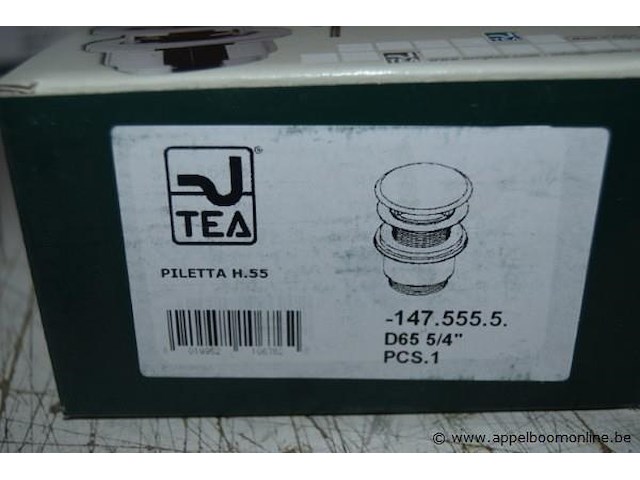 TEA
®
PILETTA H.55
-147.555.5.
D65 5/4"
PCS.1
© www.appelboomonline.be